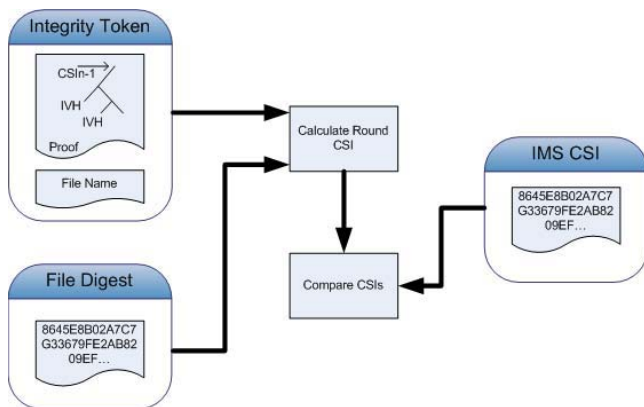 Integrity Token
CSIn-1
IVH
IVH
Proof
File Name
Calculate Round
CSI
IMS CSI
8645E8B02A7C7
G33679FE2AB82
09EF...
File Digest
8645E8B02A7C7
G33679FE2AB82
09EF...
Compare CSIs